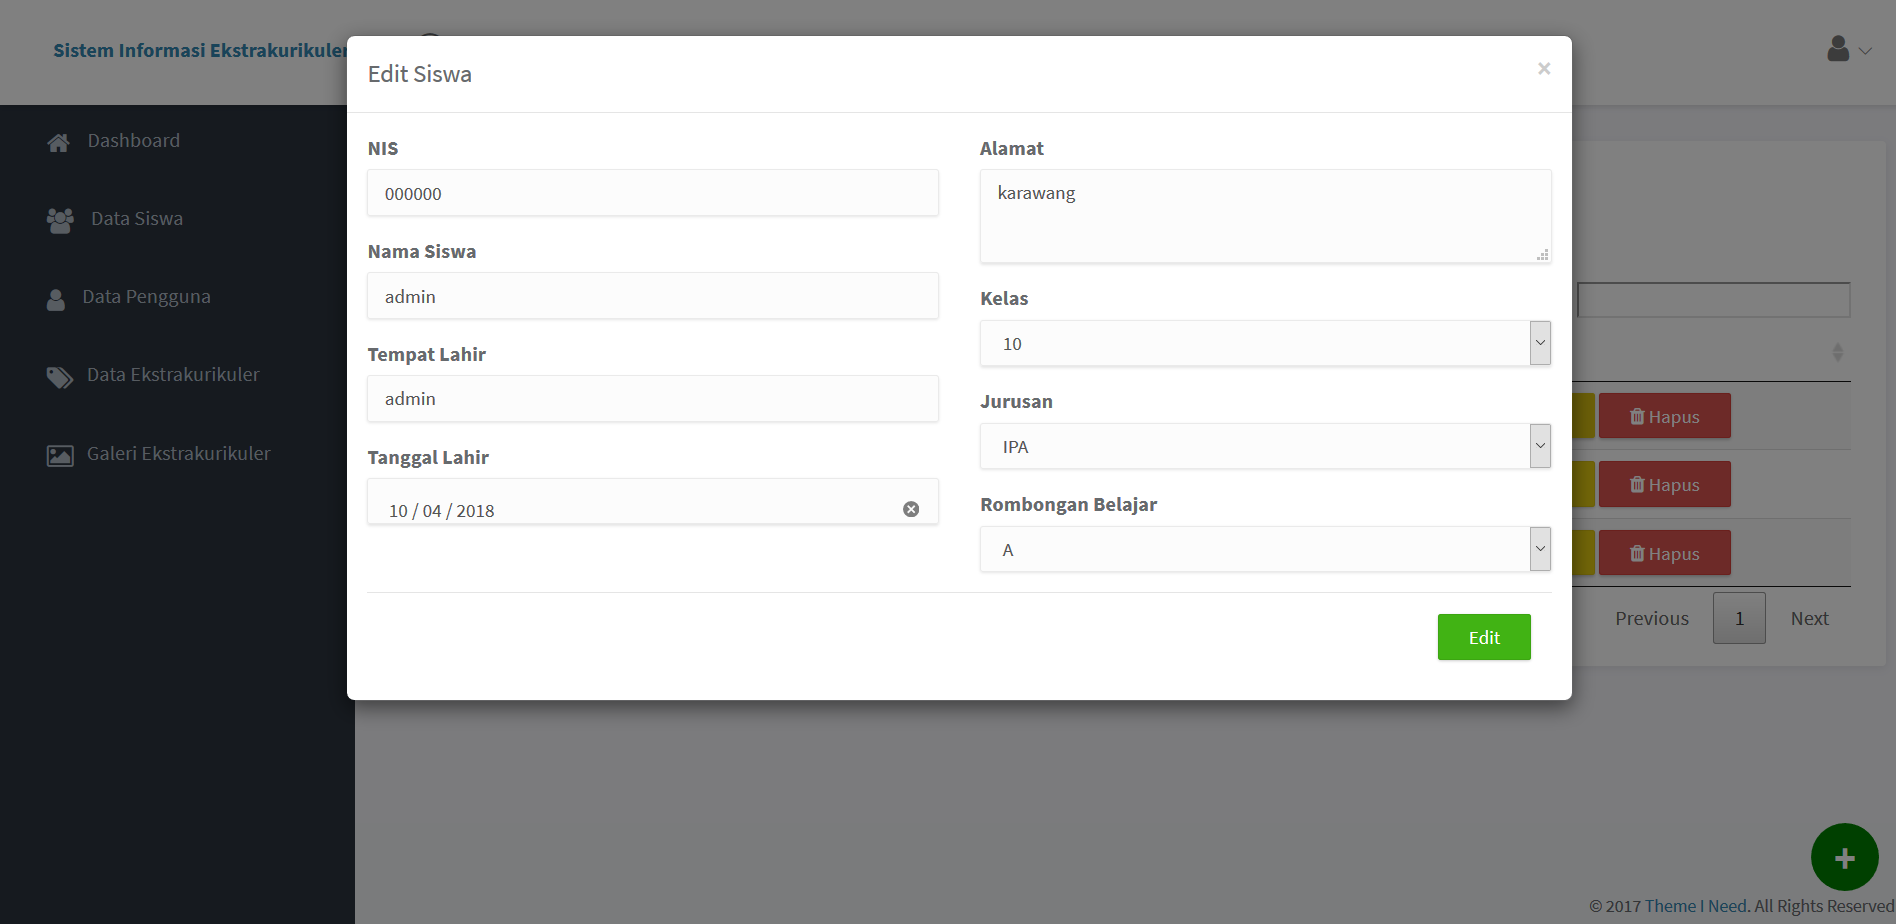 Sistem Informasi Ekstrakurikuler
Dashboard
Data Siswa
Data Pengguna
Data Ekstrakurikuler
Galeri Ekstrakurikuler
Edit Siswa
×
NIS
000000
Nama Siswa
admin
Tempat Lahir
admin
Tanggal Lahir
10 / 04 / 2018
Alamat
karawang
Kelas
10
Jurusan
IPA
Rombongan Belajar
A
Edit
Hapus
Hapus
Hapus
Previous 1 Next
+
© 2017 Theme I Need. All Rights Reserved